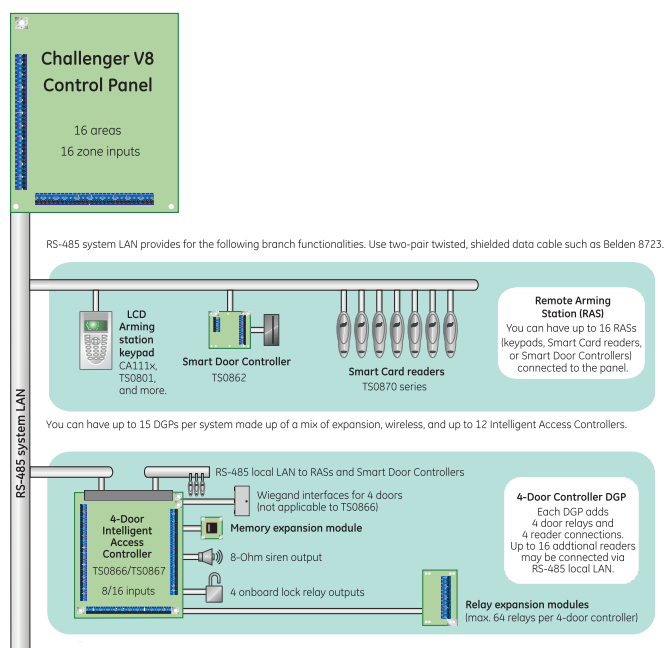 Challenger V8
Control Panel
16 areas
16 zone inputs
RS-485 system LAN provides for the following branch functionalities. Use two-pair twisted, shielded data cable such as Belden 8723.
LCD
Arming
station
keypad
CA111x,
TS0801,
and more.
Smart Door Controller
TS0862
Smart Card readers
TS0870 series
Remote Arming
Station (RAS)
You can have up to 16 RASs
(keypads, Smart Card readers,
or Smart Door Controllers)
connected to the panel.
RS-485 system LAN
You can have up to 15 DGPs per system made up of a mix of expansion, wireless, and up to 12 Intelligent Access Controllers.
RS-485 local LAN to RASs and Smart Door Controllers
4-Door
Intelligent
Access
Controller
TS0866/TS0867
8/16 inputs
Wiegand interfaces for 4 doors
(not applicable to TS0866)
Memory expansion module
8-Ohm siren output
4 onboard lock relay outputs
4-Door Controller DGP
Each DGP adds
4 door relays and
4 reader connections.
Up to 16 addtional readers
may be connected via
RS-485 local LAN.
Relay expansion modules
(max. 64 relays per 4-door controller)